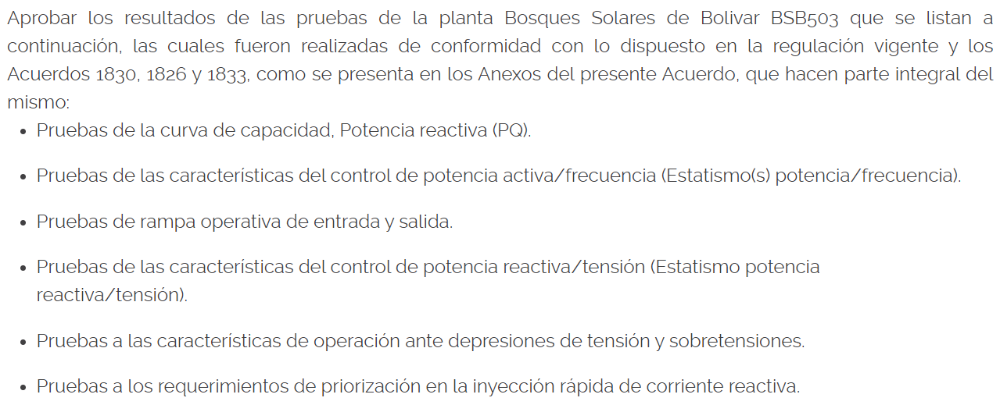 Aprobar los resultados de las pruebas de la planta Bosques Solares de Bolivar BSB503 que se listan a
continuación, las cuales fueron realizadas de conformidad con lo dispuesto en la regulación vigente y los
Acuerdos 1830, 1826 y 1833, como se presenta en los Anexos del presente Acuerdo, que hacen parte integral del
mismo:
• Pruebas de la curva de capacidad, Potencia reactiva (PQ).
• Pruebas de las características del control de potencia activa/frecuencia (Estatismo(s) potencia/frecuencia).
• Pruebas de rampa operativa de entrada y salida.
• Pruebas de las características del control de potencia reactiva/tensión (Estatismo potencia
reactiva/tensión).
• Pruebas a las características de operación ante depresiones de tensión y sobretensiones.
• Pruebas a los requerimientos de priorización en la inyección rápida de corriente reactiva.